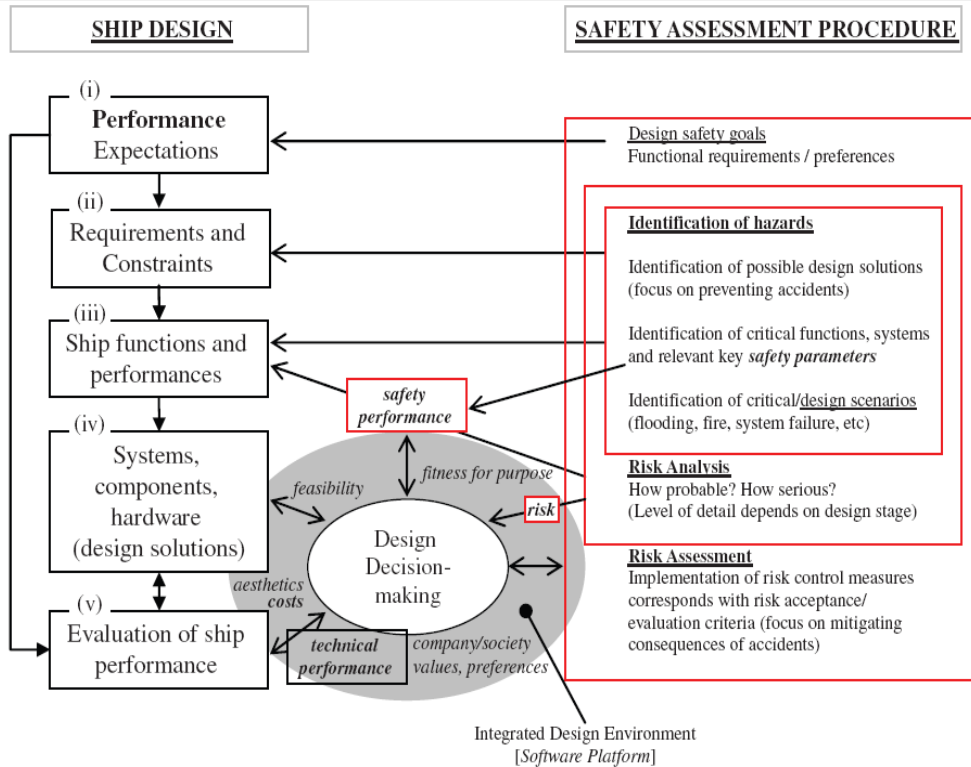 SHIP DESIGN
SAFETY ASSESSMENT PROCEDURE
(i)
Performance
Expectations
(ii)
Requirements and
Constraints
(iii)
Ship functions and
performances
(iv)
Systems,
components,
hardware
(design solutions)
(v)
Evaluation of ship
performance
safety
performance
fitness for purpose
feasibility
risk
Design
Decision-
making
aesthetics
costs
technical
performance
company/society
values, preferences
Integrated Design Environment
[Software Platform]
Design safety goals
Functional requirements / preferences
Identification of hazards
Identification of possible design solutions
(focus on preventing accidents)
Identification of critical functions, systems
and relevant key safety parameters
Identification of critical/design scenarios
(flooding, fire, system failure, etc)
Risk Analysis
How probable? How serious?
(Level of detail depends on design stage)
Risk Assessment
Implementation of risk control measures
corresponds with risk acceptance/
evaluation criteria (focus on mitigating
consequences of accidents)